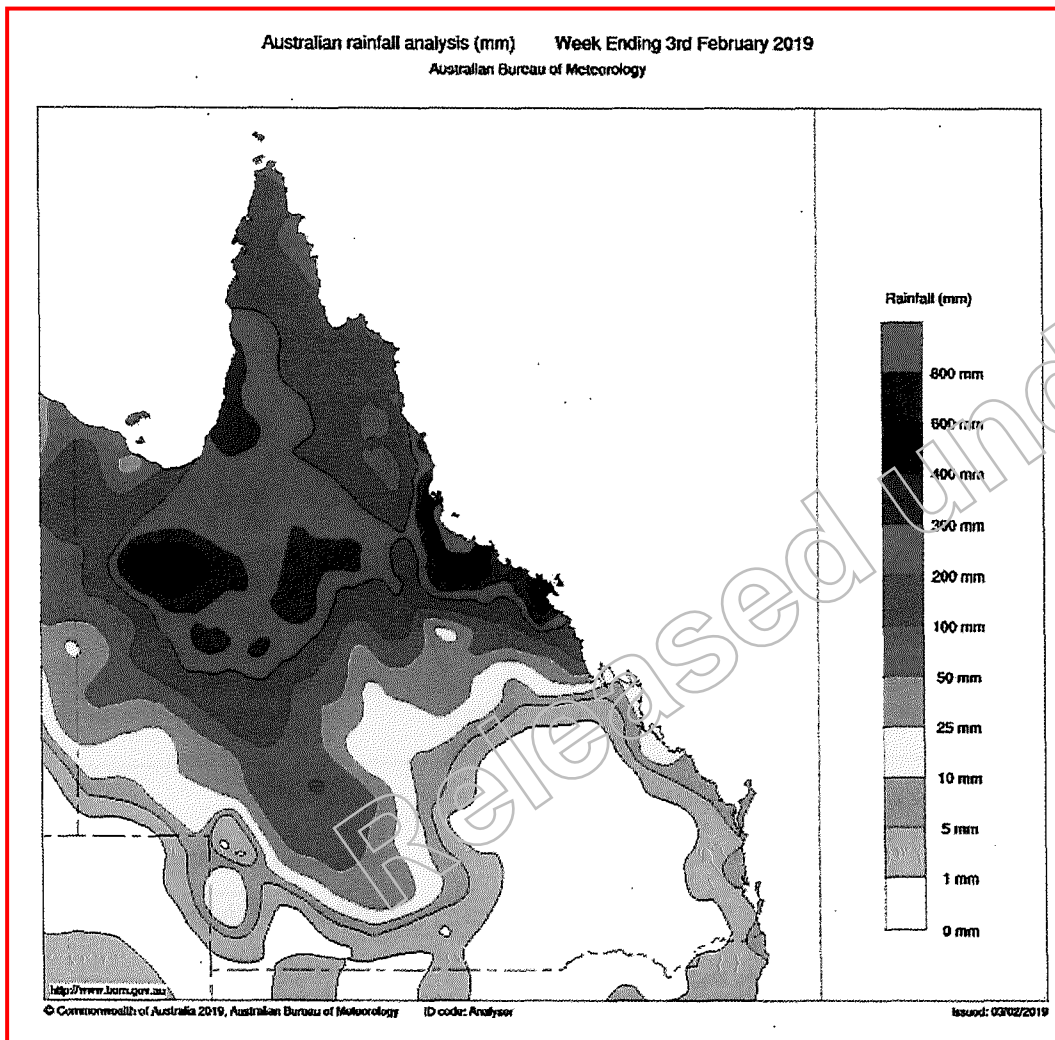 Australian rainfall analysis (mm) Week Ending 3rd February 2019
Australian Bureau of Meteorology
Rainfall (mm)
800 mm
600 mm
400 mm
300 mm
200 mm
100 mm
50 mm
25 mm
10 mm
5 mm
1 mm
0 mm
Released und
http://www.bom.gov.au
© Commonwealth of Australia 2019, Australian Bureau of Meteorology ID code: Analyser
Issued: 03/02/2019